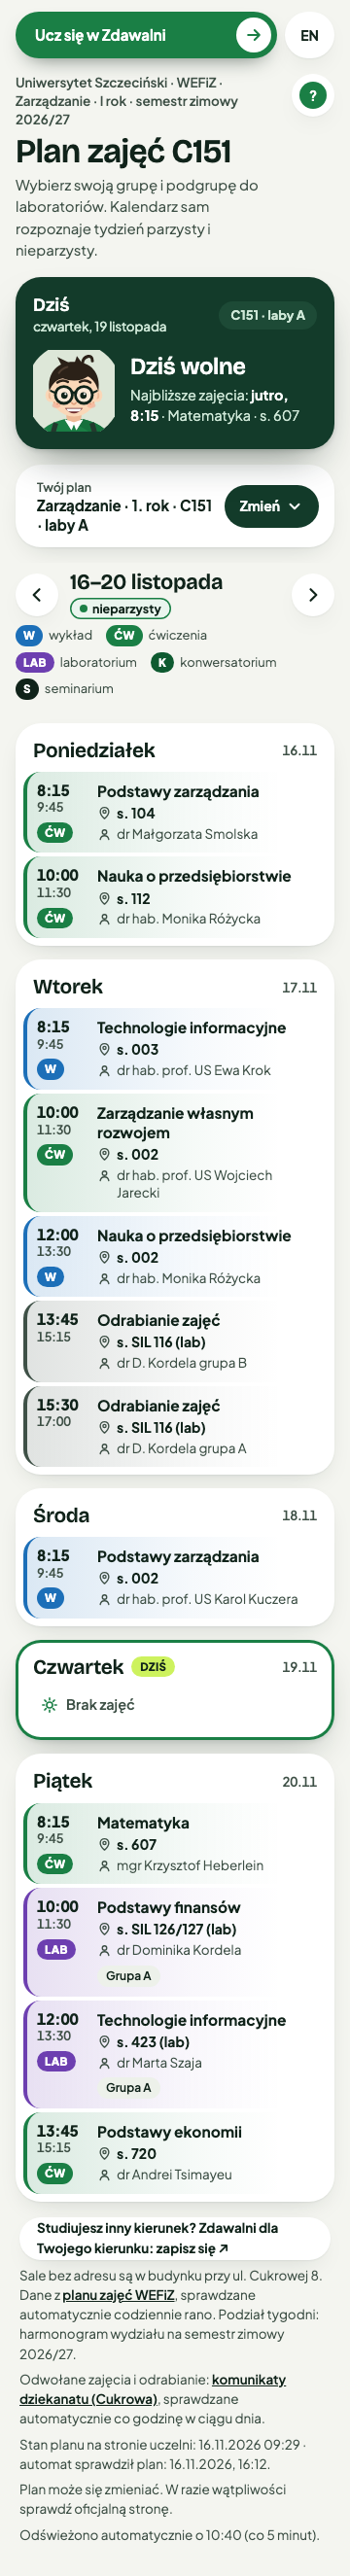 Ucz się w Zdawalni
EN
Uniwersytet Szczeciński · WEFiZ ·
Zarządzanie · I rok · semestr zimowy
2026/27
?
Plan zajęć C151
Wybierz swoją grupę i podgrupę do
laboratoriów. Kalendarz sam
rozpoznaje tydzień parzysty i
nieparzysty.
Dziś
czwartek, 19 listopada
C151 · laby A
Dziś wolne
Najbliższe zajęcia: jutro,
8:15 · Matematyka · s. 607
Twój plan
Zarządzanie · 1. rok · C151
· laby A
Zmień
16–20 listopada
nieparzysty
W wykład ĆW ćwiczenia
LAB laboratorium K konwersatorium
S seminarium
Poniedziałek 16.11
8:15 Podstawy zarządzania
9:45 s. 104
ĆW dr Małgorzata Smolska
10:00 Nauka o przedsiębiorstwie
11:30 s. 112
ĆW dr hab. Monika Różycka
Wtorek 17.11
8:15 Technologie informacyjne
9:45 s. 003
W dr hab. prof. US Ewa Krok
10:00 Zarządzanie własnym
11:30 rozwojem
ĆW s. 002
dr hab. prof. US Wojciech
Jarecki
12:00 Nauka o przedsiębiorstwie
13:30 s. 002
W dr hab. Monika Różycka
13:45 Odrabianie zajęć
15:15 s. SIL 116 (lab)
dr D. Kordela grupa B
15:30 Odrabianie zajęć
17:00 s. SIL 116 (lab)
dr D. Kordela grupa A
Środa 18.11
8:15 Podstawy zarządzania
9:45 s. 002
W dr hab. prof. US Karol Kuczera
Czwartek DZIŚ 19.11
Brak zajęć
Piątek 20.11
8:15 Matematyka
9:45 s. 607
ĆW mgr Krzysztof Heberlein
10:00 Podstawy finansów
11:30 s. SIL 126/127 (lab)
LAB dr Dominika Kordela
Grupa A
12:00 Technologie informacyjne
13:30 s. 423 (lab)
LAB dr Marta Szaja
Grupa A
13:45 Podstawy ekonomii
15:15 s. 720
ĆW dr Andrei Tsimayeu
Studiujesz inny kierunek? Zdawalni dla
Twojego kierunku: zapisz się ↗
Sale bez adresu są w budynku przy ul. Cukrowej 8.
Dane z planu zajęć WEFiZ, sprawdzane
automatycznie codziennie rano. Podział tygodni:
harmonogram wydziału na semestr zimowy
2026/27.
Odwołane zajęcia i odrabianie: komunikaty
dziekanatu (Cukrowa), sprawdzane
automatycznie co godzinę w ciągu dnia.
Stan planu na stronie uczelni: 16.11.2026 09:29 ·
automat sprawdził plan: 16.11.2026, 16:12.
Plan może się zmieniać. W razie wątpliwości
sprawdź oficjalną stronę.
Odświeżono automatycznie o 10:40 (co 5 minut).